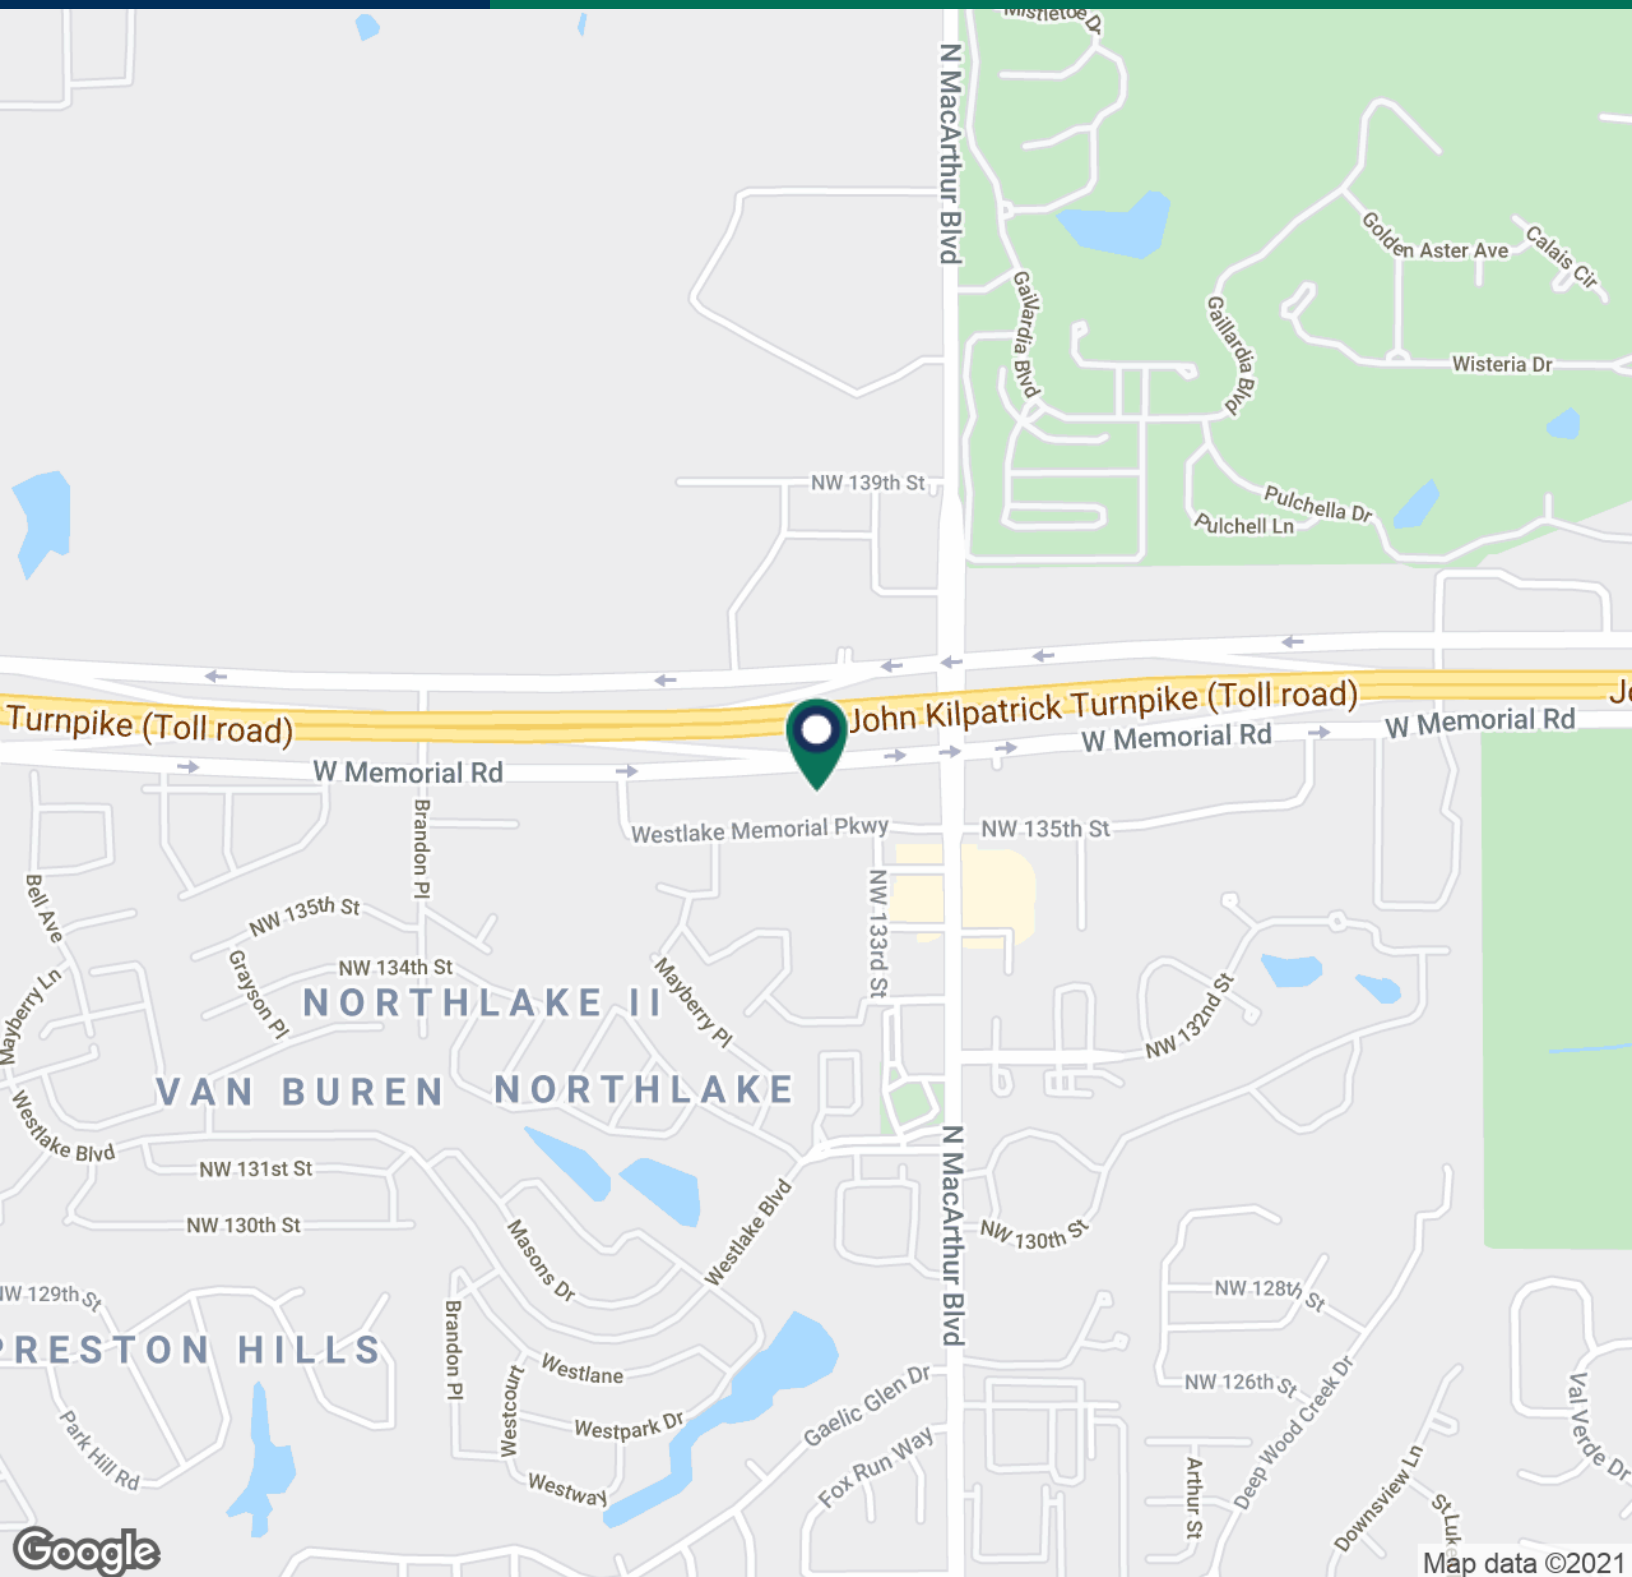 Mistletoe Dr
N MacArthur Blvd
Golden Aster Ave
Calais Cir
Gaillardia Blvd
Gaillardia Blvd
Wisteria Dr
NW 139th St
Pulchella Dr
Pulchell Ln
Turnpike (Toll road)
John Kilpatrick Turnpike (Toll road)
W Memorial Rd
W Memorial Rd
W Memorial Rd
Brandon Pl
Westlake Memorial Pkwy
NW 135th St
Bell Ave
NW 135th St
NW 133rd St
Grayson Pl
NW 134th St
NORTHLAKE II
Mayberry Pl
Mayberry Ln
NW 132nd St
VAN BUREN
NORTHLAKE
Westlake Blvd
NW 131st St
NW 130th St
Masons Dr
Westlake Blvd
N MacArthur Blvd
NW 130th St
NW 129th St
NW 128th St
PRESTON HILLS
Brandon Pl
Westlane
Westcourt
Westpark Dr
Westway
Gaelic Glen Dr
Fox Run Way
NW 126th St
Deep Wood Creek Dr
Val Verde Dr
Park Hill Rd
Arthur St
Downsview Ln
St Luke
Google
Map data ©2021